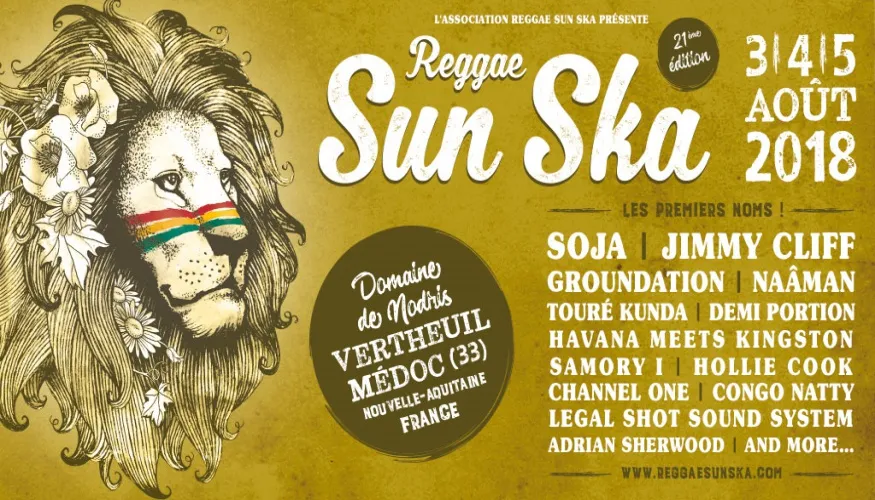 L'ASSOCIATION REGGAE SUN SKA PRÉSENTE
Reggae
Sun Ska
21ème
édition
3|4|5
AOÛT
2018
LES PREMIERS NOMS !
SOJA | JIMMY CLIFF
GROUNDATION | NAÂMAN
TOURÉ KUNDA | DEMI PORTION
HAVANA MEETS KINGSTON
SAMORY I | HOLLIE COOK
CHANNEL ONE | CONGO NATTY
LEGAL SHOT SOUND SYSTEM
ADRIAN SHERWOOD | AND MORE...
WWW.REGGAESUNSKA.COM
Domaine
de Nodris
VERTHEUIL
MÉDOC (33)
NOUVELLE-AQUITAINE
FRANCE